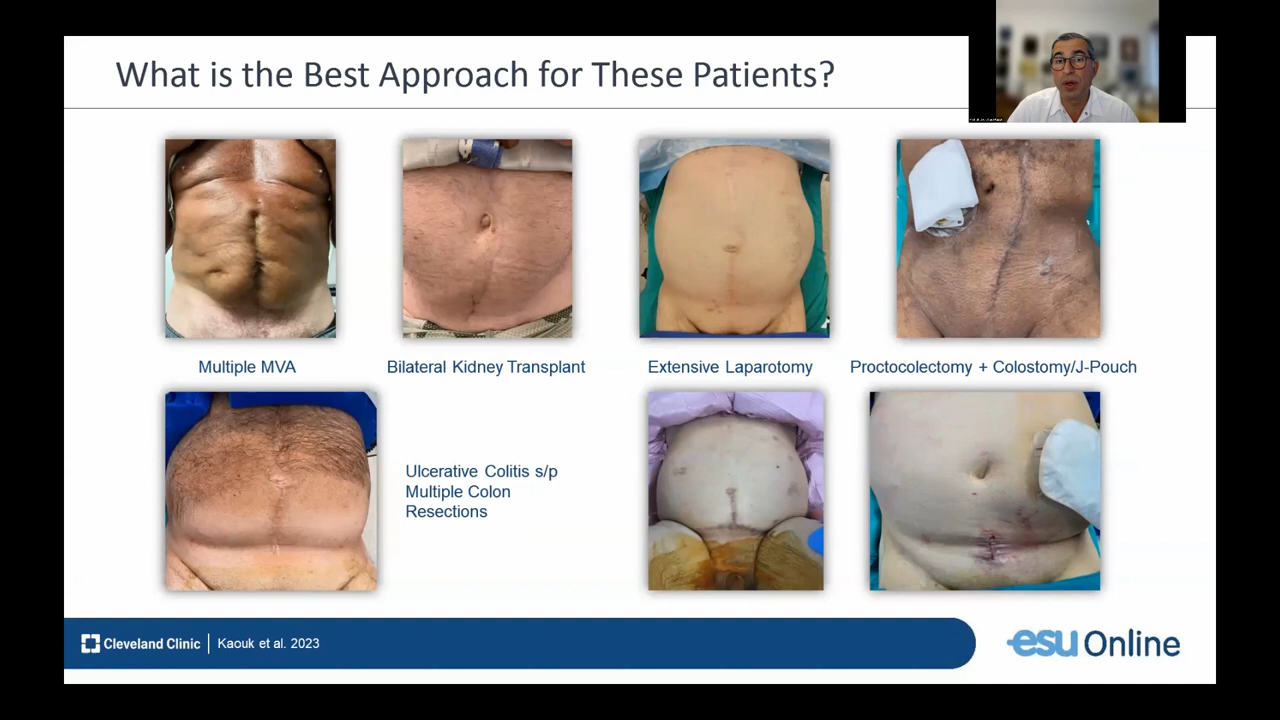 What is the Best Approach for These Patients?
Multiple MVA
Bilateral Kidney Transplant
Extensive Laparotomy
Proctocolectomy + Colostomy/J-Pouch
Ulcerative Colitis s/p
Multiple Colon
Resections
Cleveland Clinic
Kaouk et al. 2023
esu Online